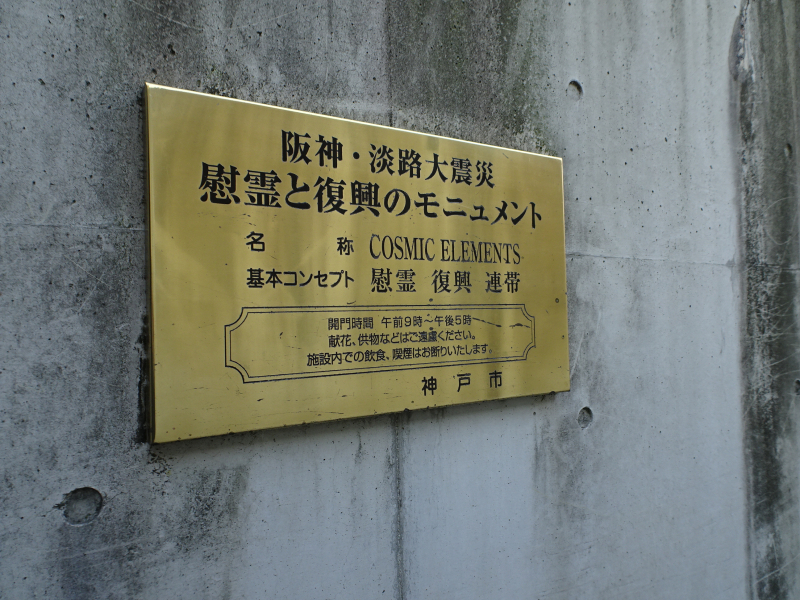 阪神・淡路大震災
慰霊と復興のモニュメント
名 称 COSMIC ELEMENTS
基本コンセプト 慰霊 復興 連帯
開門時間 午前9時～午後5時
献花、供物などはご遠慮ください。
施設内での飲食、喫煙はお断りいたします。
神戸市